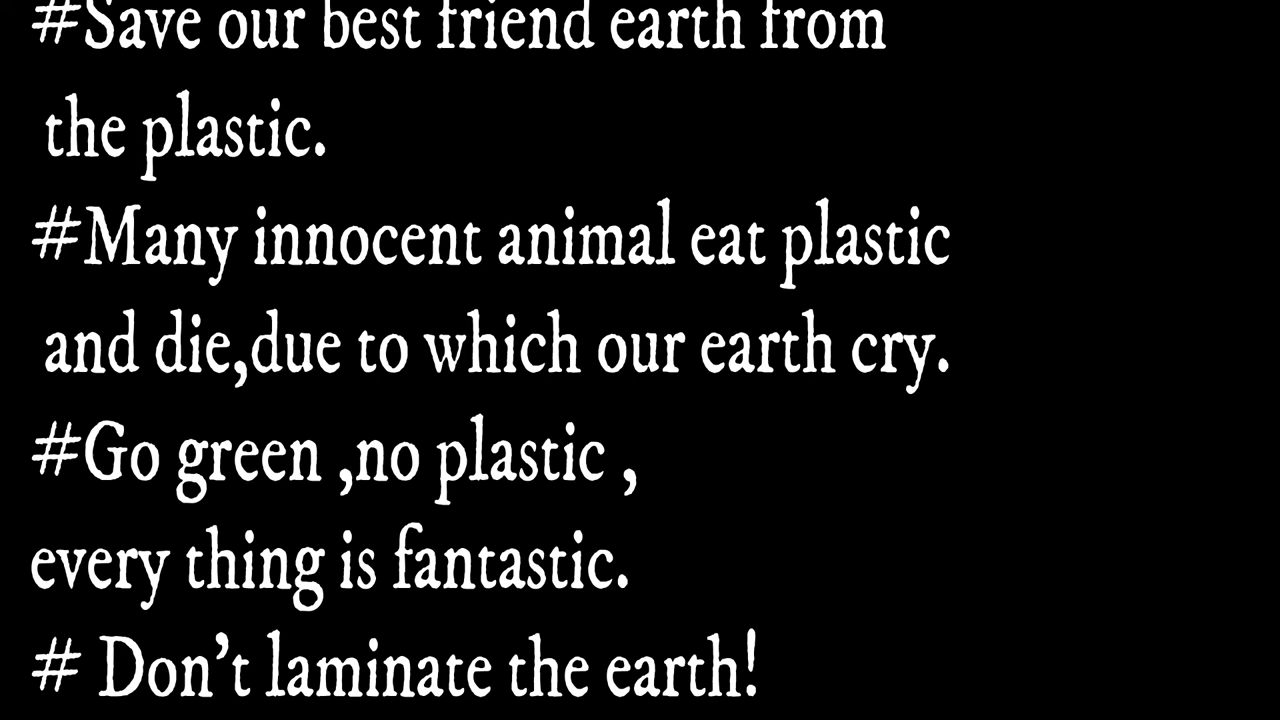 #Save our best friend earth from
the plastic.
#Many innocent animal eat plastic
and die,due to which our earth cry.
#Go green ,no plastic ,
every thing is fantastic.
# Don't laminate the earth!